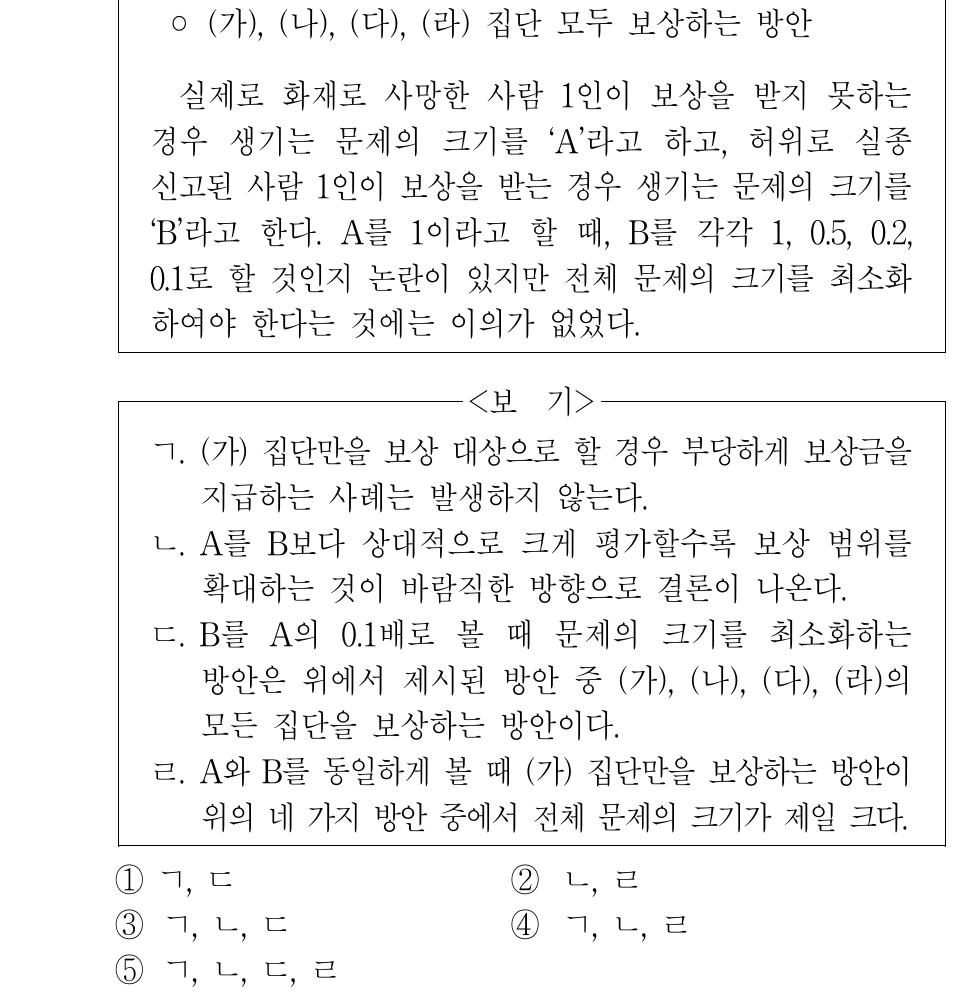 ○ (가), (나), (다), (라) 집단 모두 보상하는 방안
실제로 화재로 사망한 사람 1인이 보상을 받지 못하는
경우 생기는 문제의 크기를 ‘A’라고 하고, 허위로 실종
신고된 사람 1인이 보상을 받는 경우 생기는 문제의 크기를
‘B’라고 한다. A를 1이라고 할 때, B를 각각 1, 0.5, 0.2,
0.1로 할 것인지 논란이 있지만 전체 문제의 크기를 최소화
하여야 한다는 것에는 이의가 없었다.
<보 기>
ㄱ. (가) 집단만을 보상 대상으로 할 경우 부당하게 보상금을
지급하는 사례는 발생하지 않는다.
ㄴ. A를 B보다 상대적으로 크게 평가할수록 보상 범위를
확대하는 것이 바람직한 방향으로 결론이 나온다.
ㄷ. B를 A의 0.1배로 볼 때 문제의 크기를 최소화하는
방안은 위에서 제시된 방안 중 (가), (나), (다), (라)의
모든 집단을 보상하는 방안이다.
ㄹ. A와 B를 동일하게 볼 때 (가) 집단만을 보상하는 방안이
위의 네 가지 방안 중에서 전체 문제의 크기가 제일 크다.
① ㄱ, ㄷ ② ㄴ, ㄹ
③ ㄱ, ㄴ, ㄷ ④ ㄱ, ㄴ, ㄹ
⑤ ㄱ, ㄴ, ㄷ, ㄹ